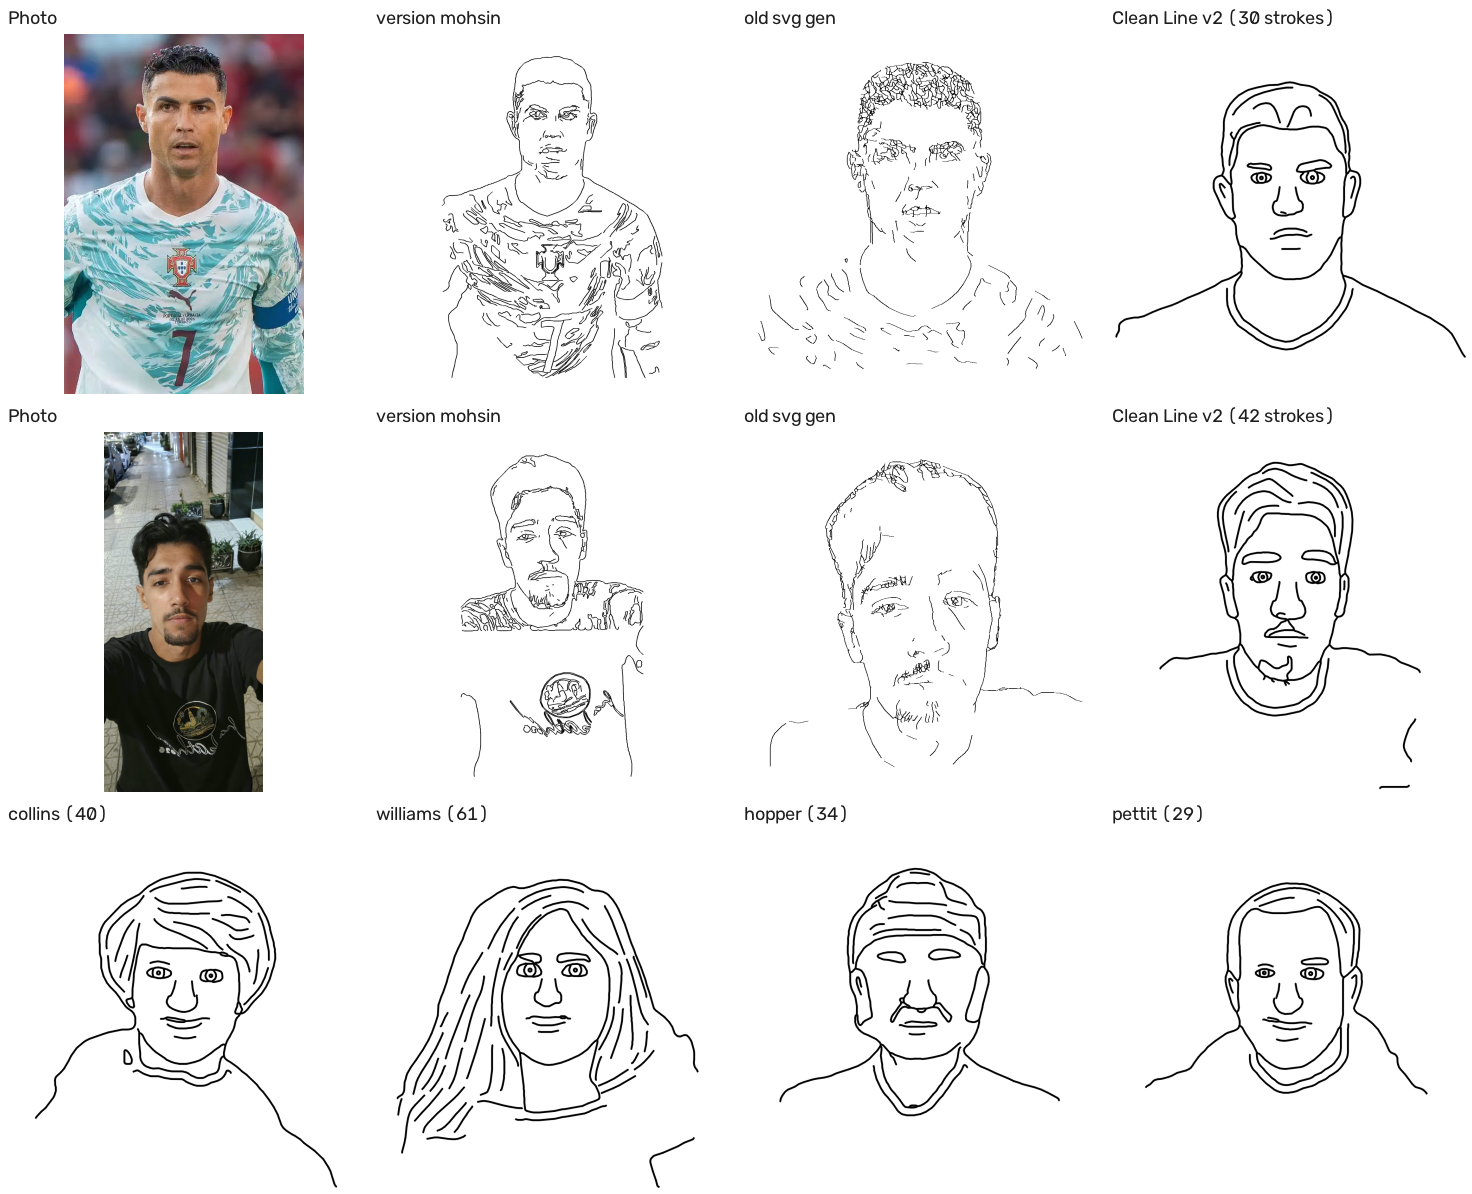 Photo
version mohsin
old svg gen
Clean Line v2 (30 strokes)
7
Photo
version mohsin
old svg gen
Clean Line v2 (42 strokes)
collins (40)
williams (61)
hopper (34)
pettit (29)